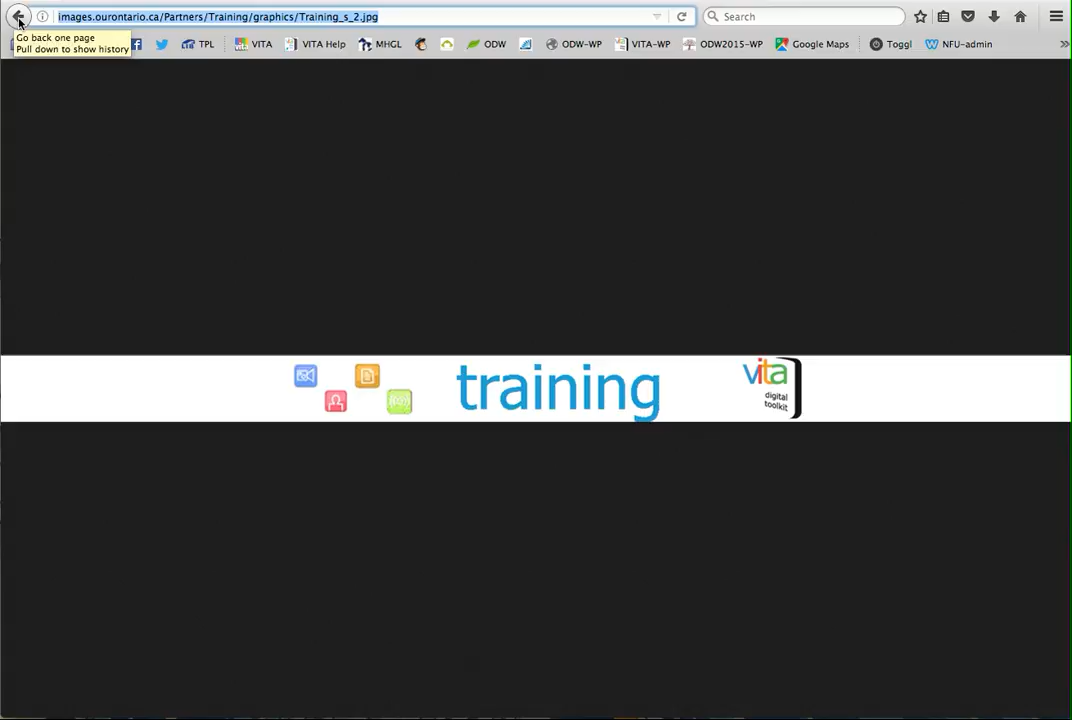 images.ourontario.ca/Partners/Training/graphics/Training_s_2.jpg
Search
Go back one page
Pull down to show history
TPL
VITA
VITA Help
MHGL
ODW
ODW-WP
VITA-WP
ODW2015-WP
Google Maps
Toggl
NFU-admin
training
vita
digital
toolkit